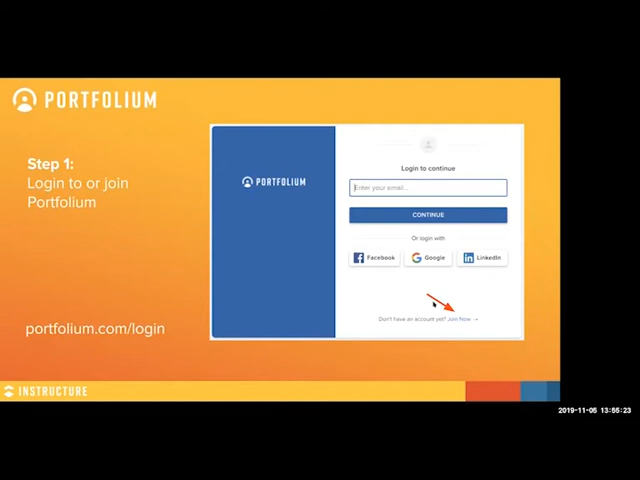 PORTFOLIUM
Step 1:
Login to or join
Portfolium
portfolium.com/login
PORTFOLIUM
Login to continue
Enter your email...
CONTINUE
Or login with
Facebook
Google
LinkedIn
Don't have an account yet? Join Now →
INSTRUCTURE
2019-11-05 13:55:23